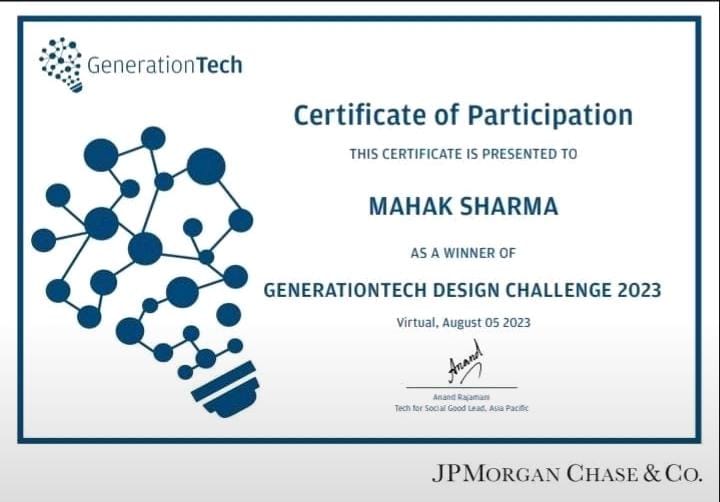 GenerationTech
Certificate of Participation
THIS CERTIFICATE IS PRESENTED TO
MAHAK SHARMA
AS A WINNER OF
GENERATIONTECH DESIGN CHALLENGE 2023
Virtual, August 05 2023
Anand
Anand Rajamani
Tech for Social Good Lead, Asia Pacific
JPMORGAN CHASE & CO.